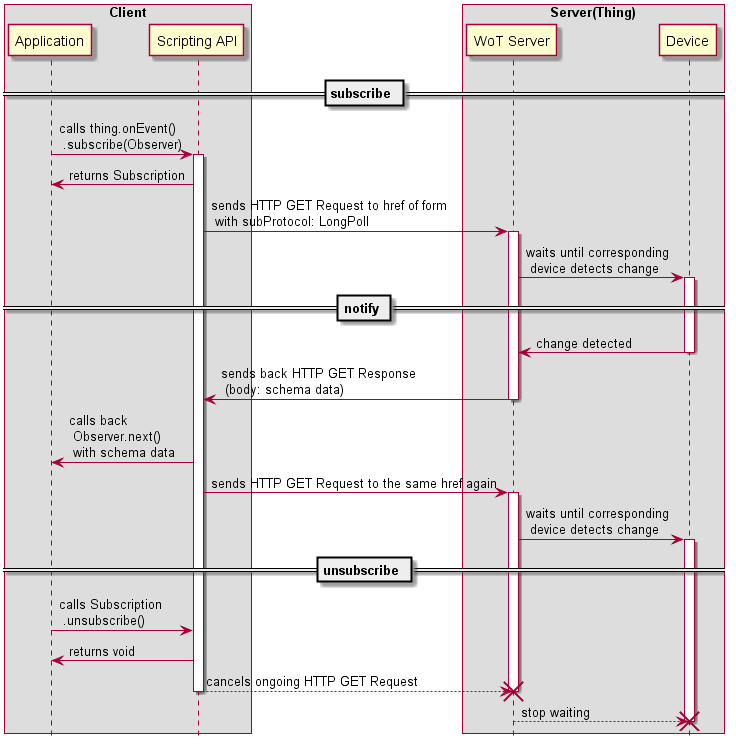 Client
Server(Thing)
Application
Scripting API
WoT Server
Device
subscribe
calls thing.onEvent()
.subscribe(Observer)
returns Subscription
sends HTTP GET Request to href of form
with subProtocol: LongPoll
waits until corresponding
device detects change
notify
change detected
sends back HTTP GET Response
(body: schema data)
calls back
Observer.next()
with schema data
sends HTTP GET Request to the same href again
waits until corresponding
device detects change
unsubscribe
calls Subscription
.unsubscribe()
returns void
cancels ongoing HTTP GET Request
stop waiting